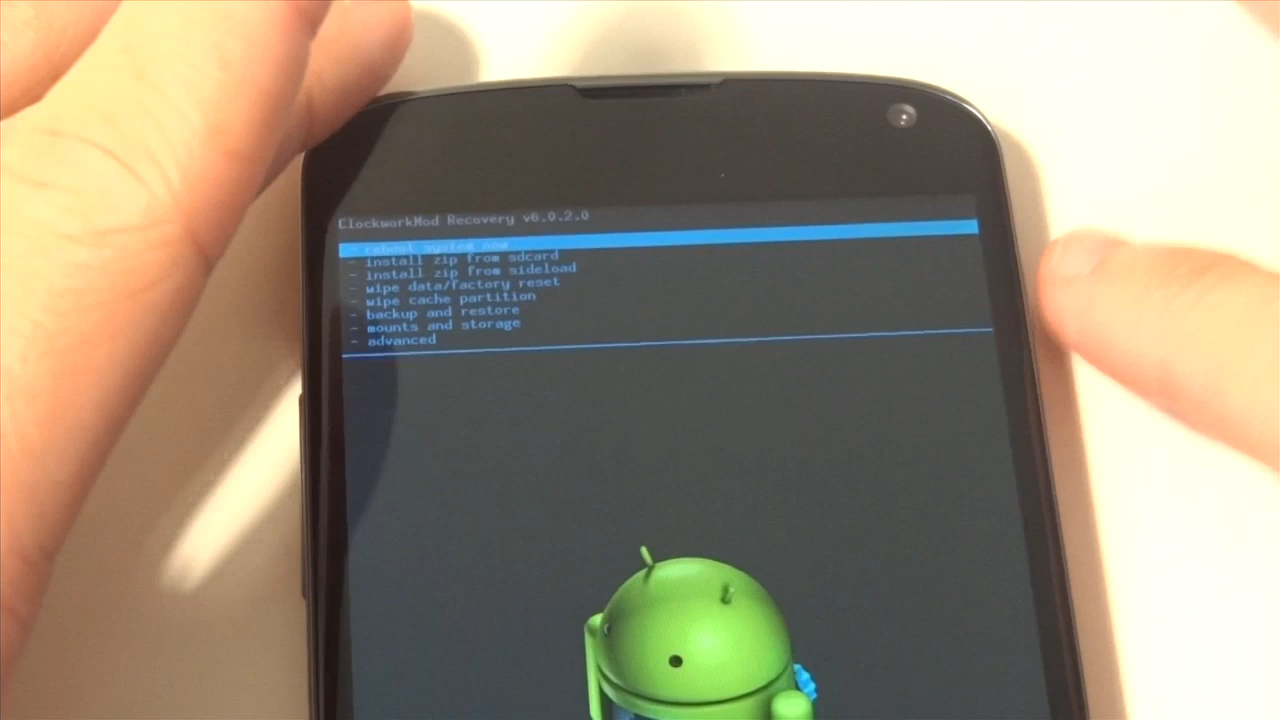 ClockworkMod Recovery v6.0.2.0
- reboot system now
- install zip from sdcard
- install zip from sideload
- wipe data/factory reset
- wipe cache partition
- backup and restore
- mounts and storage
- advanced